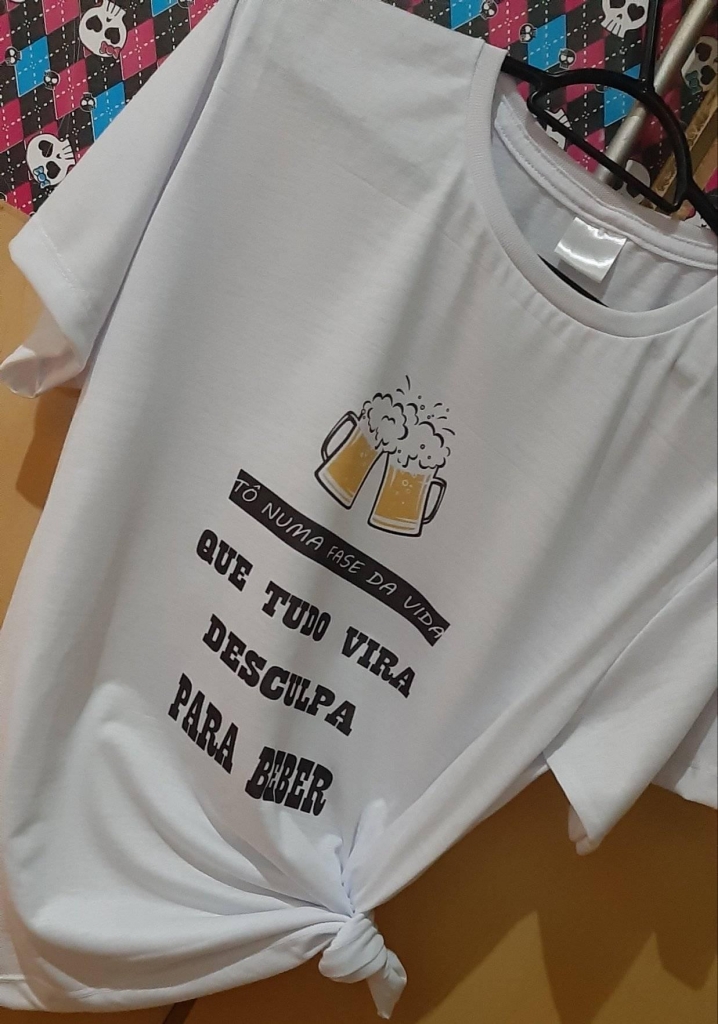 TÔ NUMA FASE DA VIDA
QUE TUDO VIRA
DESCULPA
PARA BEBER